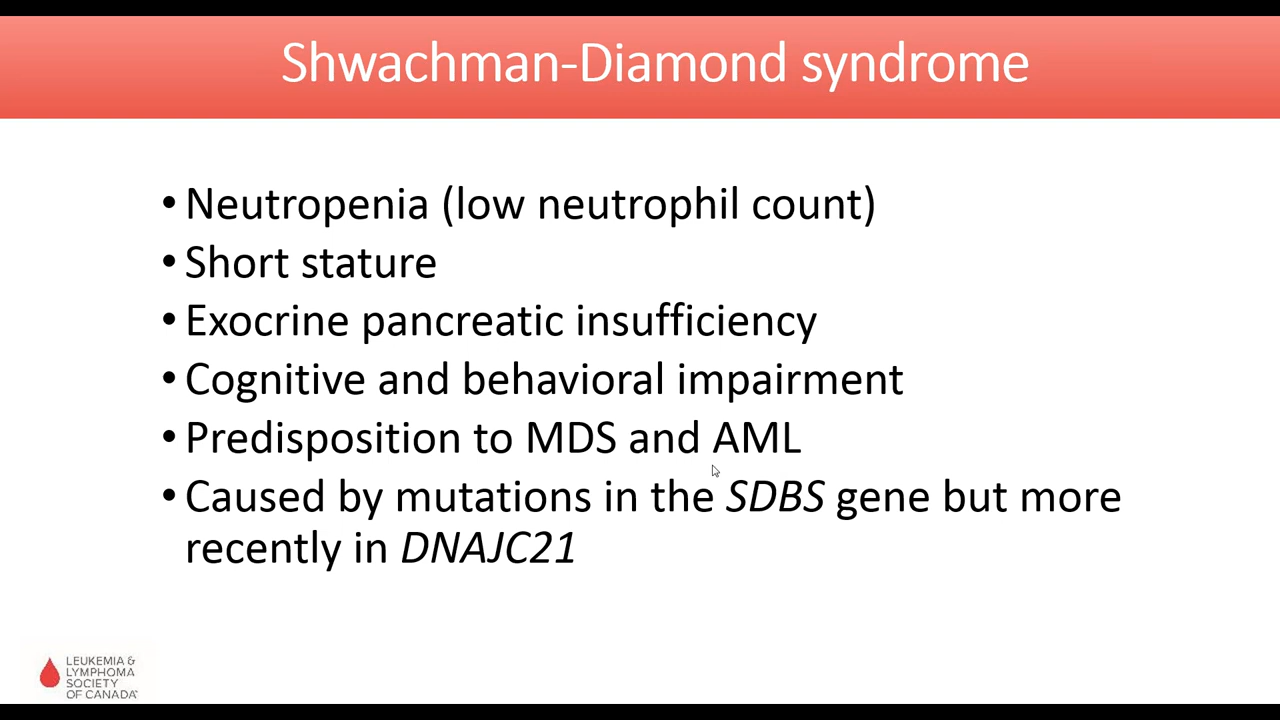 Shwachman-Diamond syndrome
• Neutropenia (low neutrophil count)
• Short stature
• Exocrine pancreatic insufficiency
• Cognitive and behavioral impairment
• Predisposition to MDS and AML
• Caused by mutations in the SDBS gene but more
recently in DNAJC21
LEUKEMIA &
LYMPHOMA
SOCIETY
OF CANADA